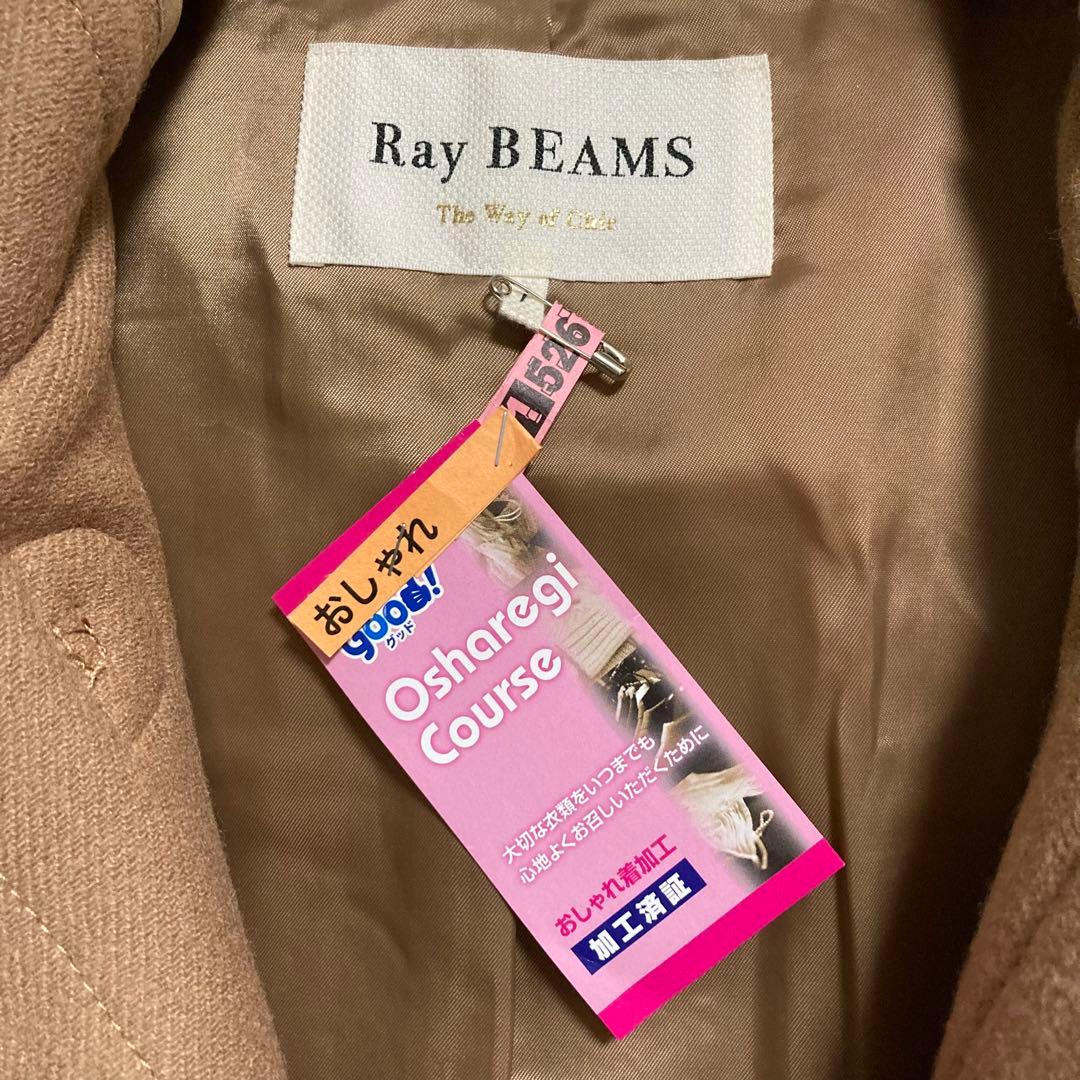 Ray BEAMS
The Way of Chic
1526
おしゃれ
good!
グッド
Osharegi
Course
大切な衣類をいつまでも
心地よくお召しいただくために
おしゃれ着加工
加工済証